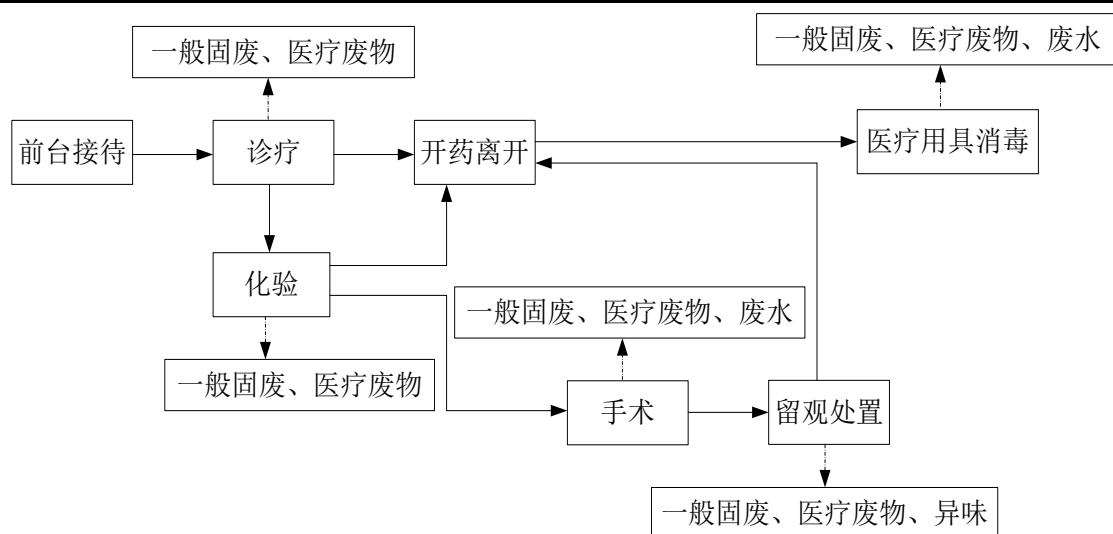 一般固废、医疗废物
一般固废、医疗废物、废水
前台接待
诊疗
开药离开
医疗用具消毒
化验
一般固废、医疗废物、废水
一般固废、医疗废物
手术
留观处置
一般固废、医疗废物、异味